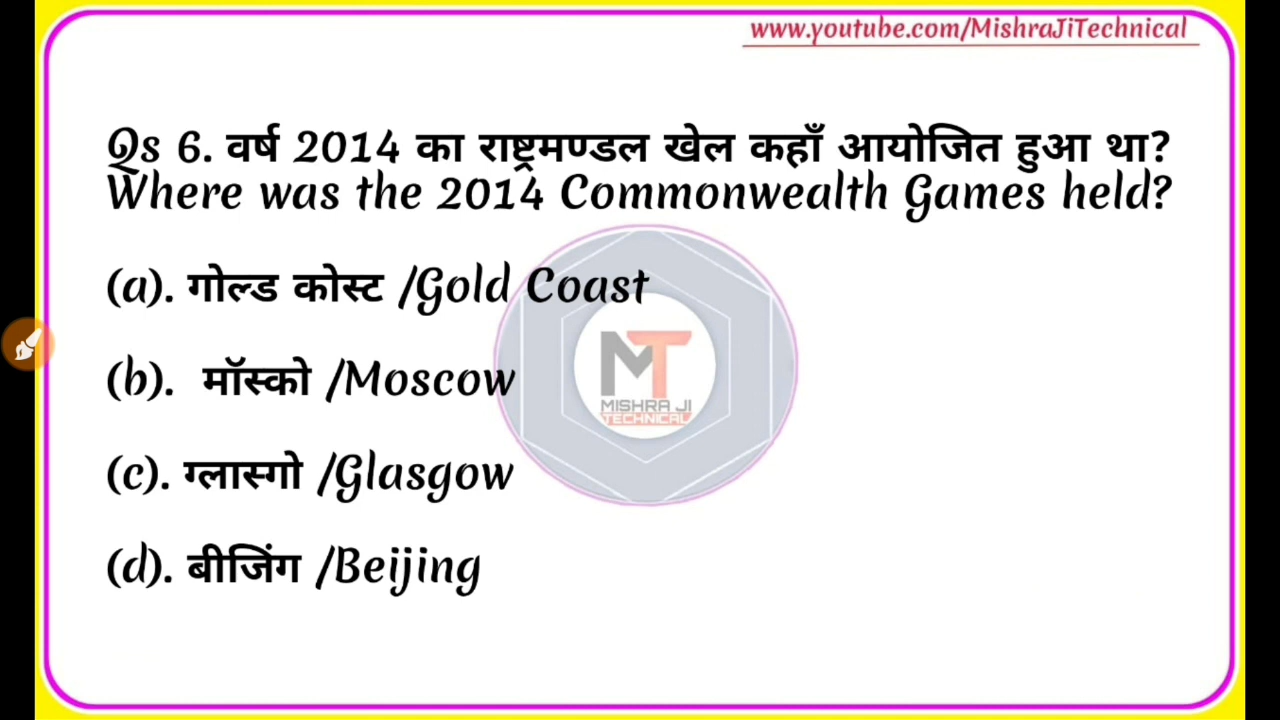 www.youtube.com/MishraJiTechnical
Qs 6. वर्ष 2014 का राष्ट्रमण्डल खेल कहाँ आयोजित हुआ था?
Where was the 2014 Commonwealth Games held?
(a). गोल्ड कोस्ट /Gold Coast
(b). मॉस्को /Moscow
MT
MISHRA JI
TECHNICAL
(c). ग्लास्गो /Glasgow
(d). बीजिंग /Beijing